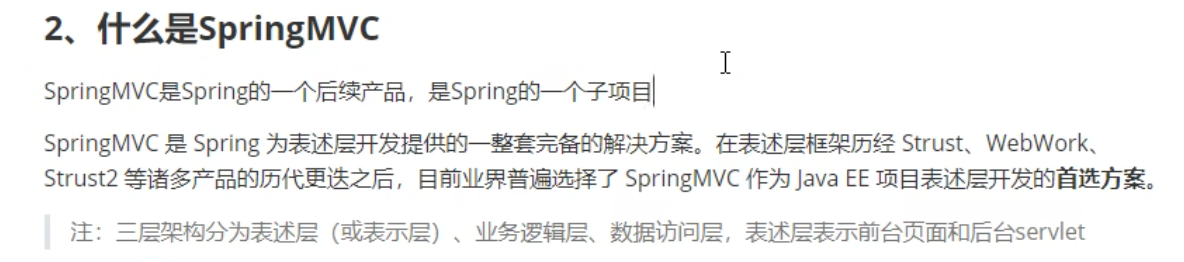 2、什么是SpringMVC
SpringMVC是Spring的一个后续产品，是Spring的一个子项目
SpringMVC 是 Spring 为表述层开发提供的一整套完备的解决方案。在表述层框架历经 Strust、WebWork、
Strust2 等诸多产品的历代更迭之后，目前业界普遍选择了 SpringMVC 作为 Java EE 项目表述层开发的首选方案。
注：三层架构分为表述层（或表示层）、业务逻辑层、数据访问层，表述层表示前台页面和后台servlet